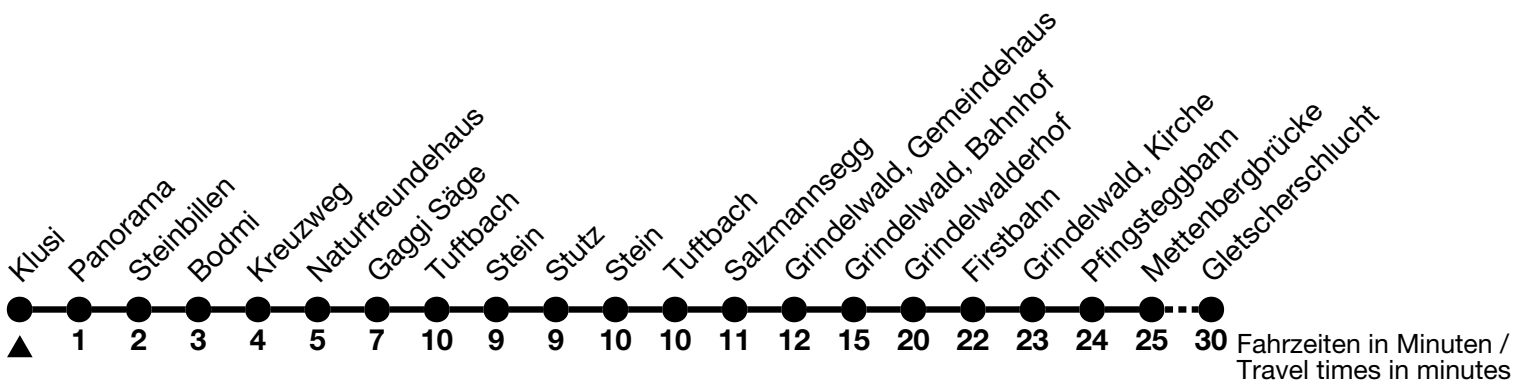 Klusi
Panorama
Steinbillen
Bodmi
Kreuzweg
Naturfreundehaus
Gaggi Säge
Tuftbach
Stein
Stutz
Stein
Tuftbach
Salzmannsegg
Grindelwald, Gemeindehaus
Grindelwald, Bahnhof
Grindelwalderhof
Firstbahn
Grindelwald, Kirche
Pfingsteggbahn
Mettenbergbrücke
Gletscherschlucht
1 2 3 4 5 7 10 9 9 10 10 11 12 15 20 22 23 24 25 30 Fahrzeiten in Minuten /
Travel times in minutes